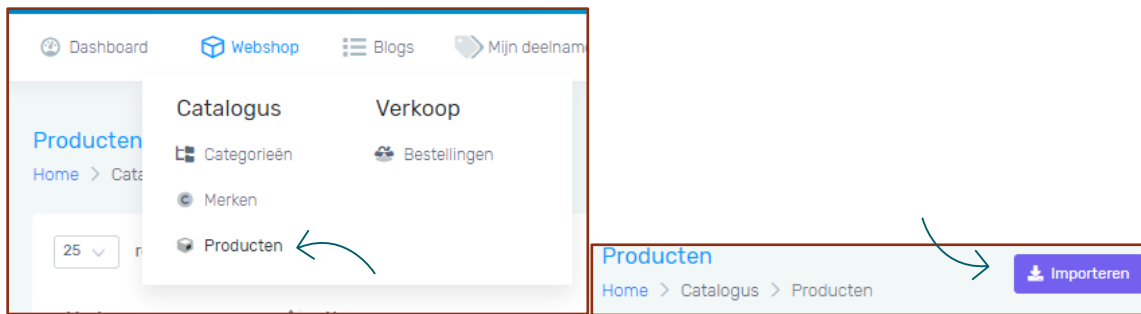 Dashboard Webshop Blogs Mijn deelname
Catalogus Verkoop
Producten
Categorieën Bestellingen
Home > Cata
Merken
25
Producten
Producten
Home > Catalogus > Producten
Importeren